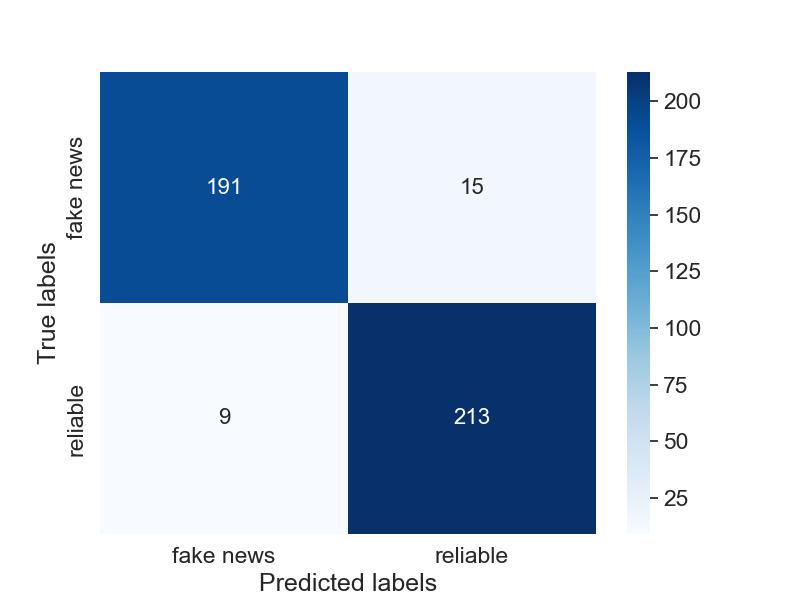 True labels
fake news
reliable
191
15
9
213
fake news
reliable
Predicted labels
200
175
150
125
100
75
50
25